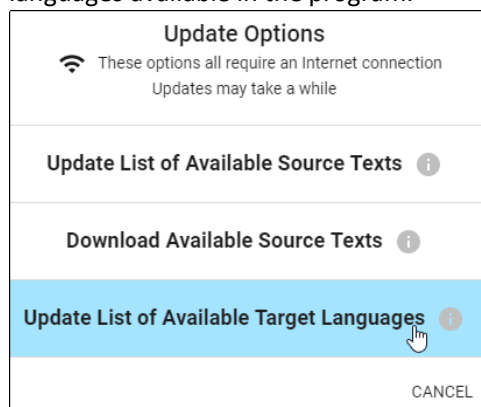 languages available in the program.
Update Options
These options all require an Internet connection
Updates may take a while
Update List of Available Source Texts
Download Available Source Texts
Update List of Available Target Languages
CANCEL